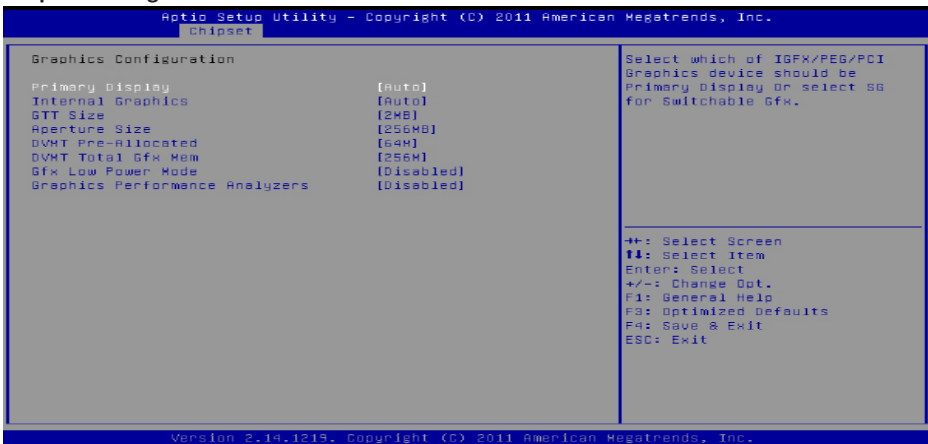 Aptio Setup Utility – Copyright (C) 2011 American Megatrends, Inc.
Chipset
Graphics Configuration
Primary Display [Auto]
Internal Graphics [Auto]
GTT Size [2MB]
Aperture Size [256MB]
DVMT Pre-Allocated [64M]
DVMT Total Gfx Mem [256M]
Gfx Low Power Mode [Disabled]
Graphics Performance Analyzers [Disabled]
Select which of IGFX/PEG/PCI
Graphics device should be
Primary Display Or select SG
for Switchable Gfx.
→←: Select Screen
↑↓: Select Item
Enter: Select
+/-: Change Opt.
F1: General Help
F3: Optimized Defaults
F4: Save & Exit
ESC: Exit
Version 2.14.1219. Copyright (C) 2011 American Megatrends, Inc.